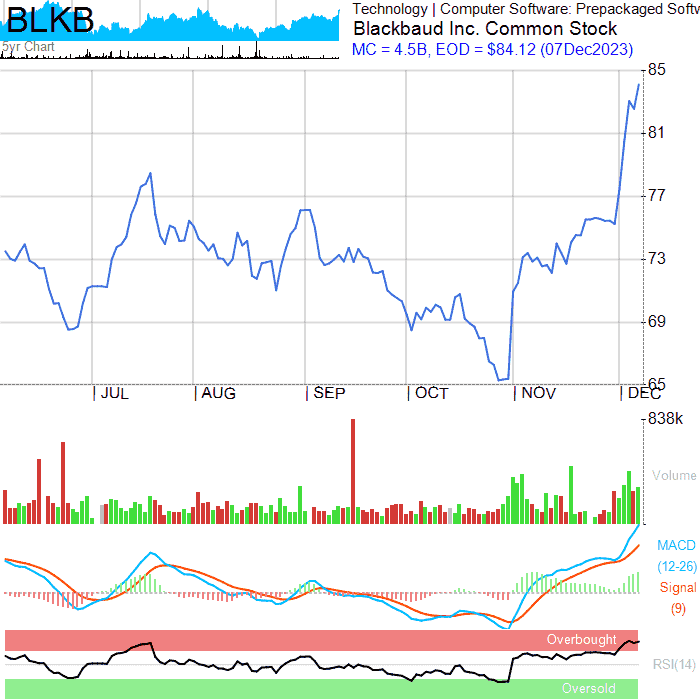 BLKB
5yr Chart
Technology | Computer Software: Prepackaged Softw
Blackbaud Inc. Common Stock
MC = 4.5B, EOD = $84.12 (07Dec2023)
85
81
77
73
69
65
JUL AUG SEP OCT NOV DEC
838k
Volume
MACD
(12-26)
Signal
(9)
Overbought
RSI(14)
Oversold